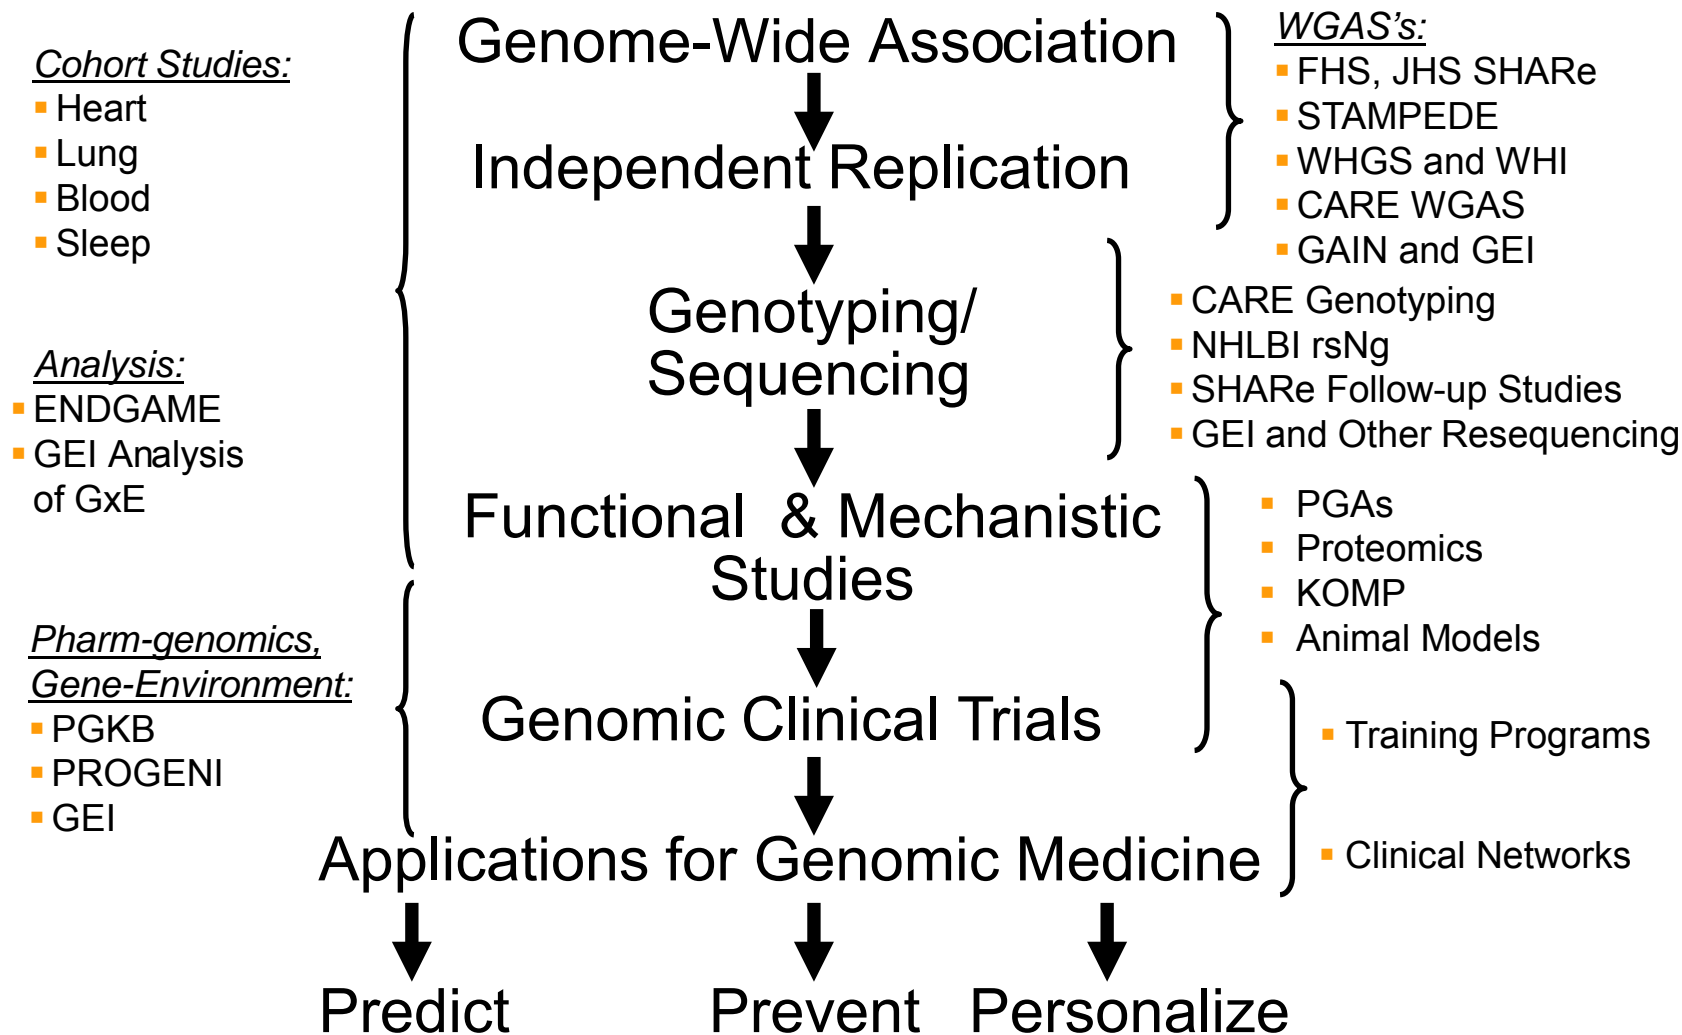 Genome-Wide Association
Independent Replication
Genotyping/
Sequencing
Functional & Mechanistic
Studies
Genomic Clinical Trials
Applications for Genomic Medicine
Predict
Prevent
Personalize
Cohort Studies:
Heart
Lung
Blood
Sleep
Analysis:
ENDGAME
GEI Analysis
of GxE
Pharm-genomics,
Gene-Environment:
PGKB
PROGENI
GEI
WGAS's:
FHS, JHS SHARe
STAMPEDE
WHGS and WHI
CARE WGAS
GAIN and GEI
CARE Genotyping
NHLBI rsNg
SHARe Follow-up Studies
GEI and Other Resequencing
PGAs
Proteomics
KOMP
Animal Models
Training Programs
Clinical Networks